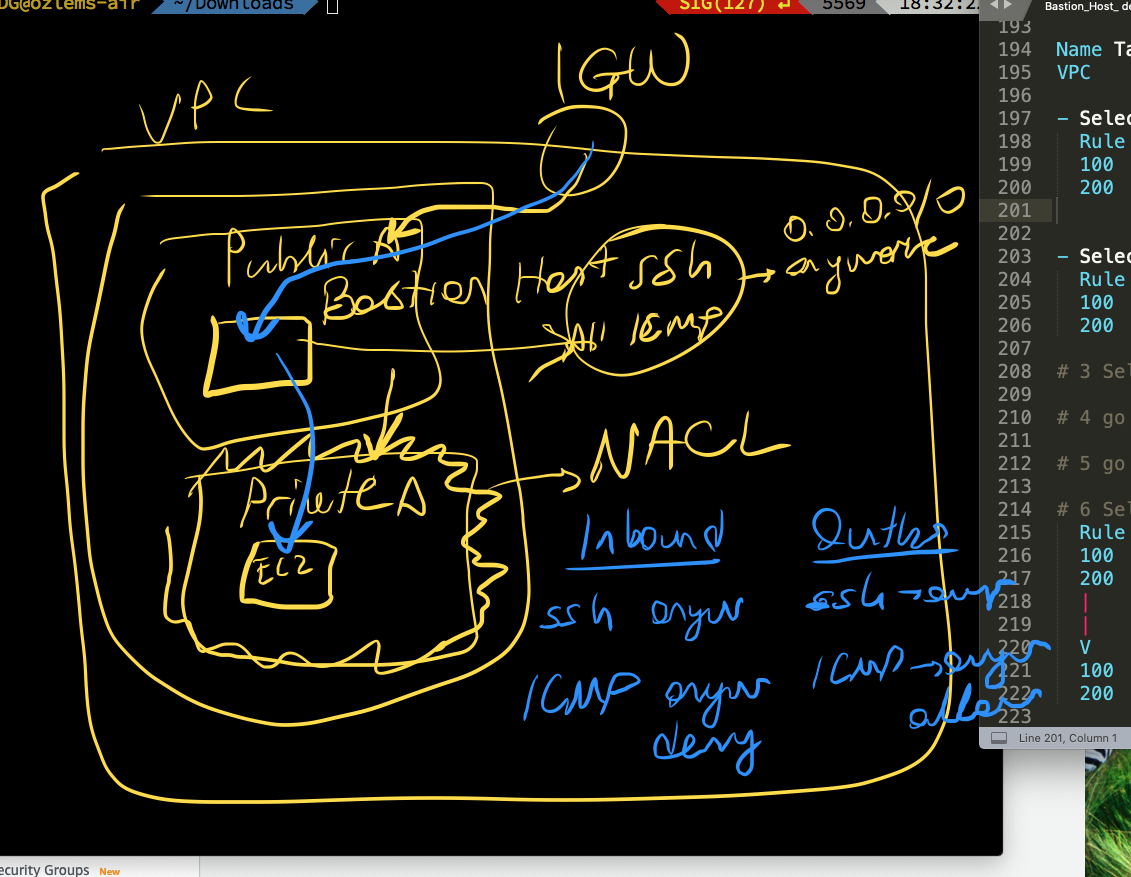 DG@ozlems-air ~/Downloads SIG(127) ↵ 5569 18:32:2
Bastion_Host_ de
IGW
VPC
Public A
Bastion Host
ssh
All ICMP
0.0.0.0/0
anywere
NACL
Private A
EC2
Inbound
ssh anyw
ICMP anyw
deny
Outbo
ssh → anyw
ICMP → anyw
allow
193
194 Name Ta
195 VPC
196
197 - Selec
198 Rule
199 100
200 200
201
202
203 - Selec
204 Rule
205 100
206 200
207
208 # 3 Sel
209
210 # 4 go
211
212 # 5 go
213
214 # 6 Sel
215 Rule
216 100
217 200
218 |
219 |
220 V
221 100
222 200
223
Line 201, Column 1
ecurity Groups New